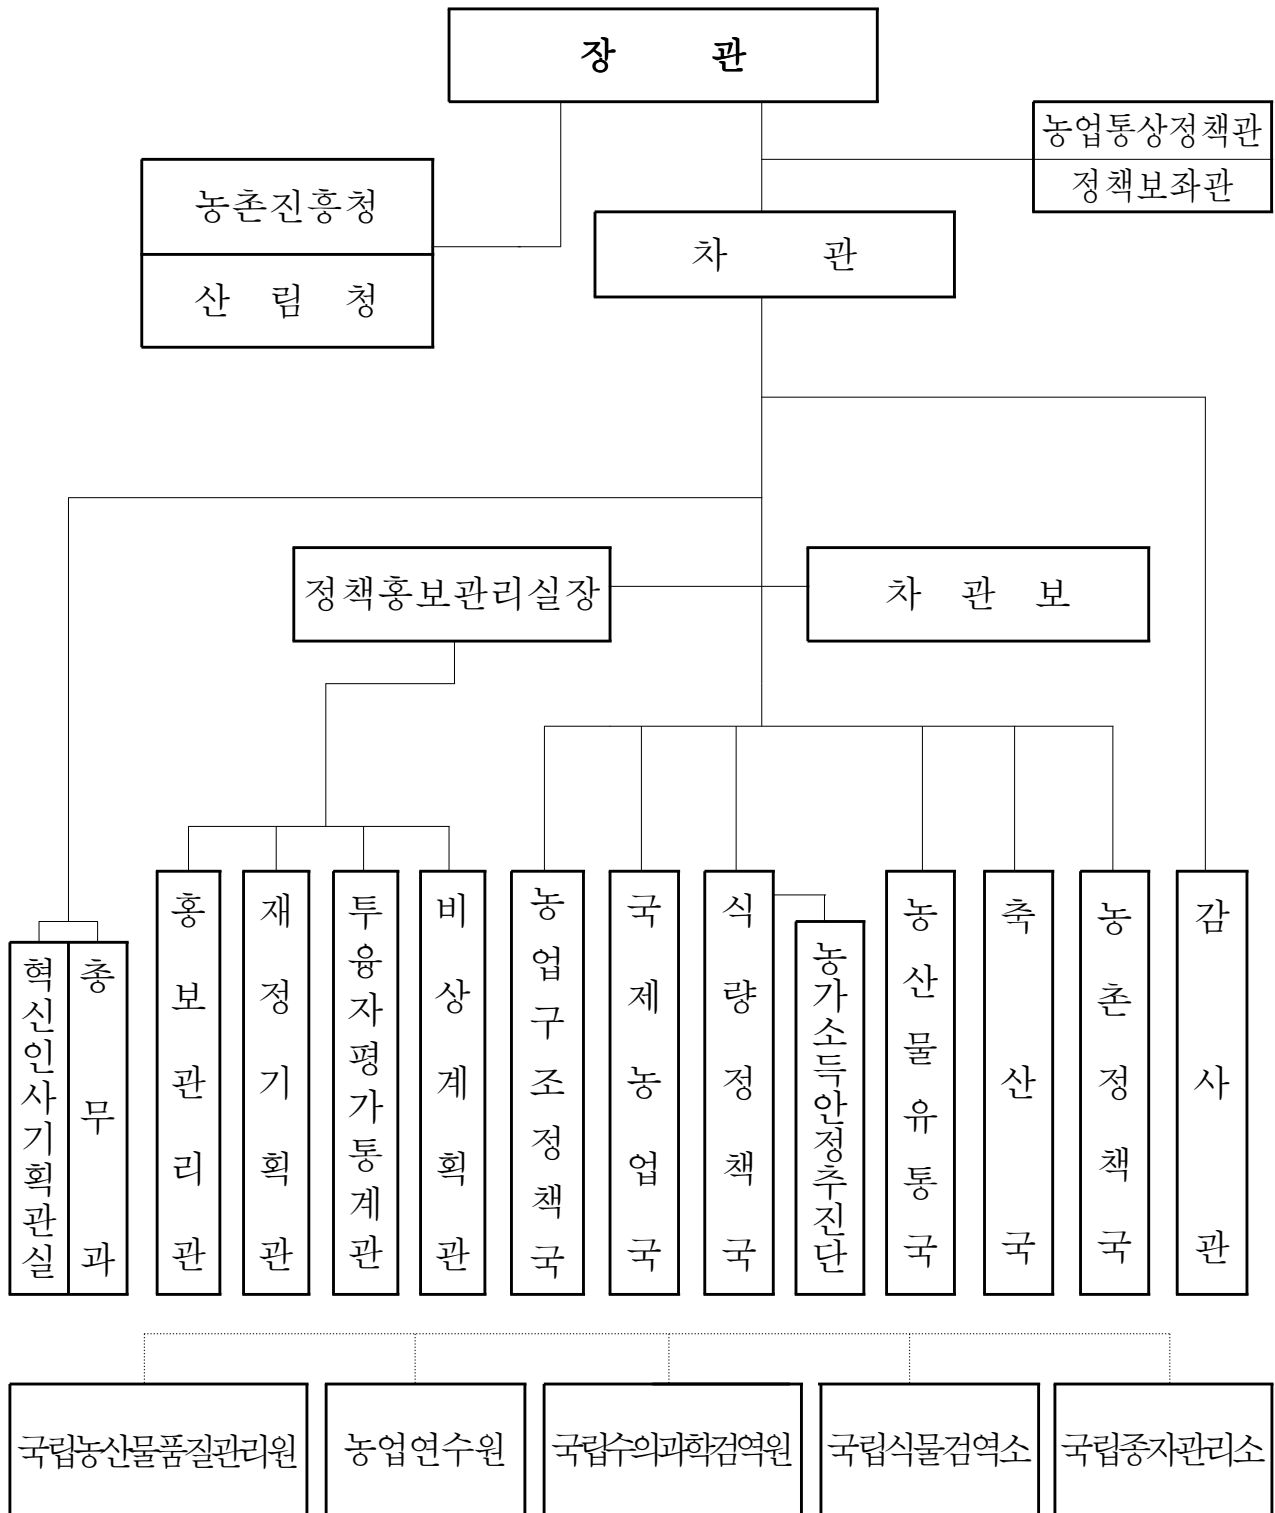 장 관
농업통상정책관
정책보좌관
농촌진흥청
산 림 청
차 관
정책홍보관리실장
차 관 보
혁신인사기획관실
총무과
홍보관리관
재정기획관
투융자평가통계관
비상계획관
농업구조정책국
국제농업국
식량정책국
농가소득안정추진단
농산물유통국
축산국
농촌정책국
감사관
국립농산물품질관리원
농업연수원
국립수의과학검역원
국립식물검역소
국립종자관리소